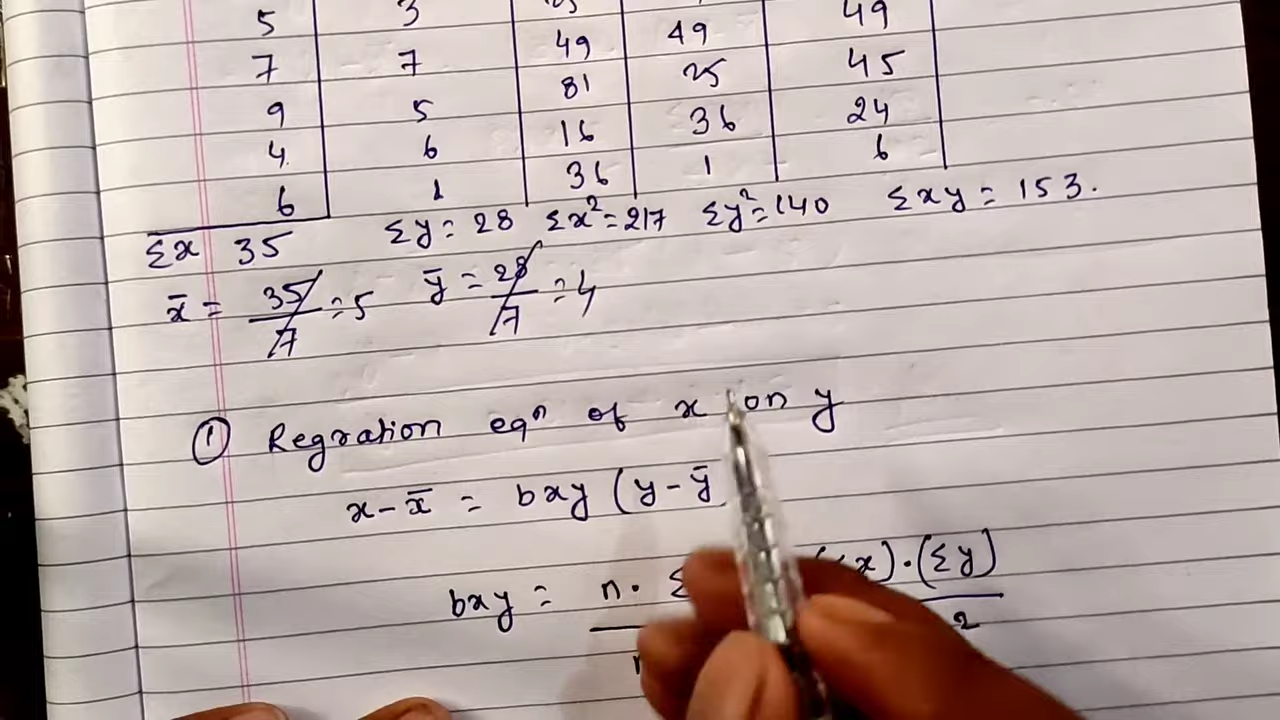 5 3 25 49
7 7 49 49 45
9 5 81 25 24
4 6 16 36 6
6 1 36 1
Σx 35 Σy = 28 Σx² = 217 Σy² = 140 Σxy = 153.
x̄ = 35/7 = 5 ȳ = 28/7 = 4
① Regration eqⁿ of x on y
x - x̄ = bxy (y - ȳ
bxy = n. Σ x).(Σy)
2